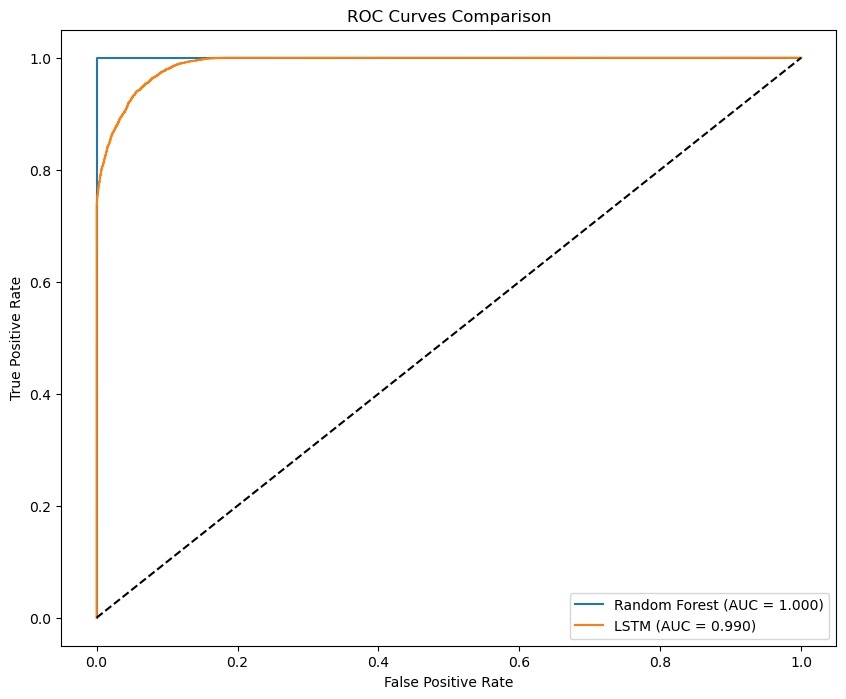 ROC Curves Comparison
True Positive Rate
1.0
0.8
0.6
0.4
0.2
0.0
0.0 0.2 0.4 0.6 0.8 1.0
False Positive Rate
Random Forest (AUC = 1.000)
LSTM (AUC = 0.990)